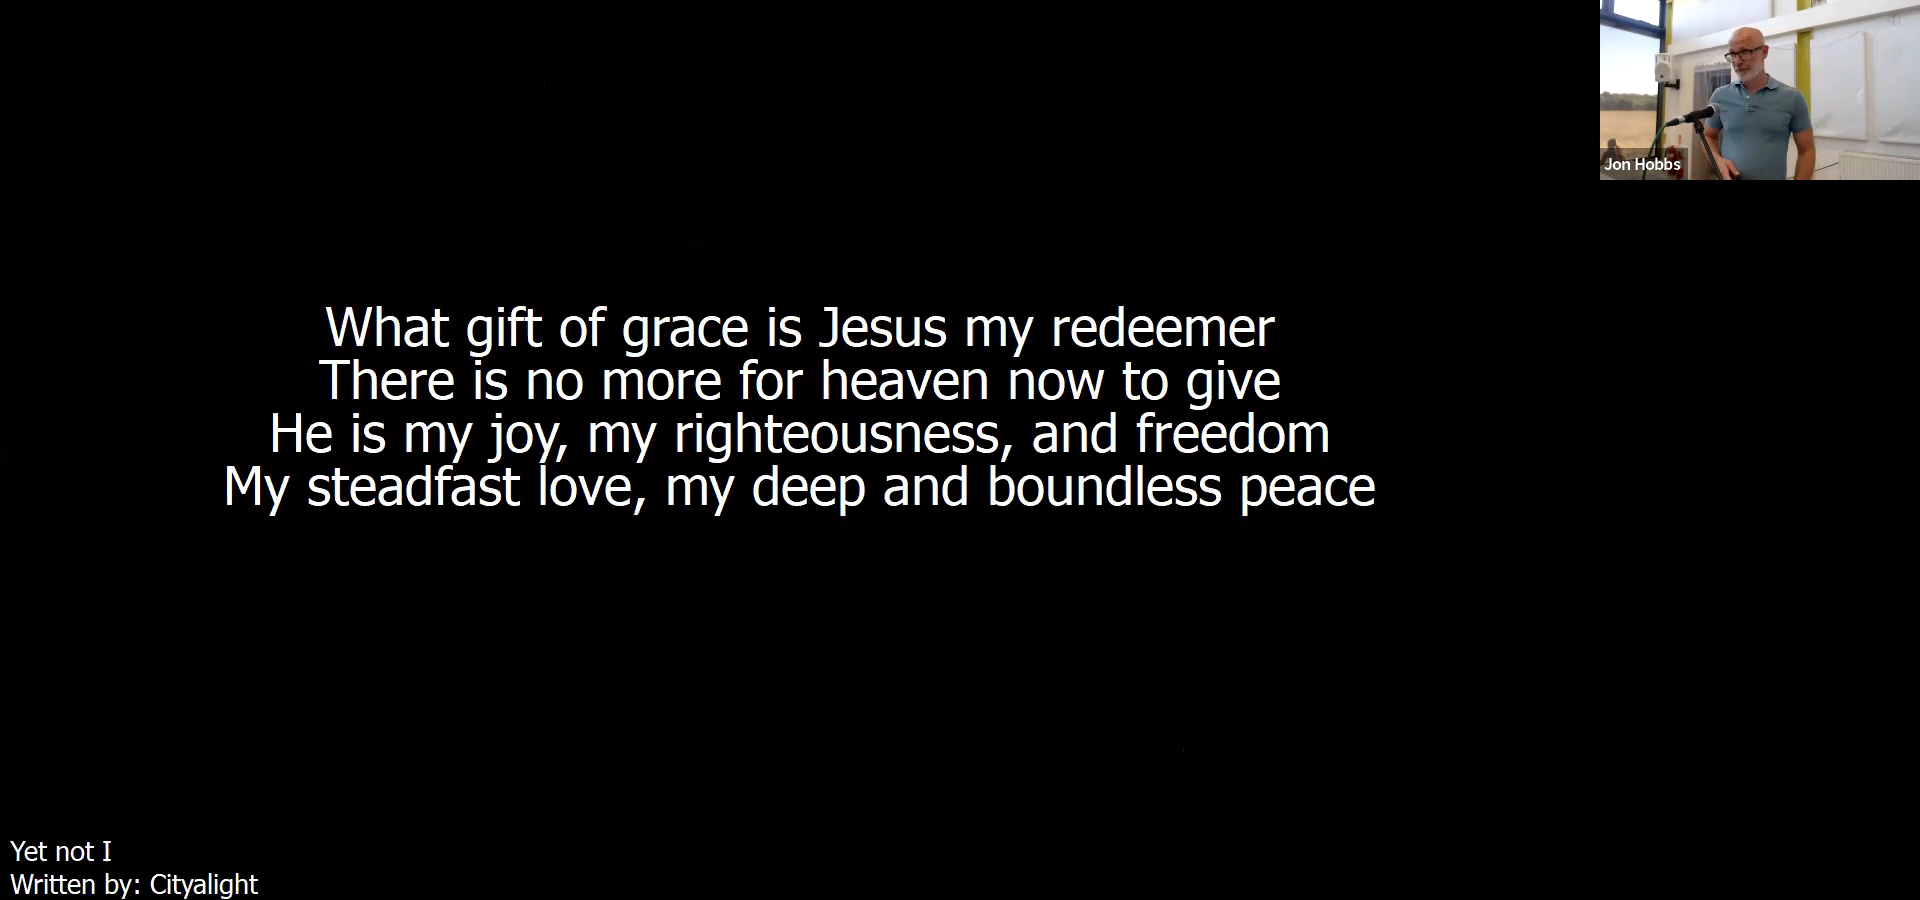 What gift of grace is Jesus my redeemer
There is no more for heaven now to give
He is my joy, my righteousness, and freedom
My steadfast love, my deep and boundless peace
Jon Hobbs
Yet not I
Written by: Cityalight